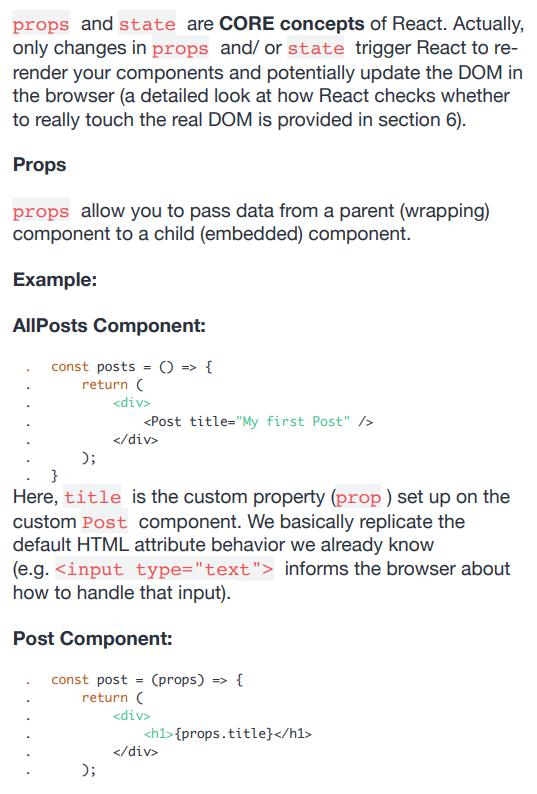 props and state are CORE concepts of React. Actually,
only changes in props and/ or state trigger React to re-
render your components and potentially update the DOM in
the browser (a detailed look at how React checks whether
to really touch the real DOM is provided in section 6).
Props
props allow you to pass data from a parent (wrapping)
component to a child (embedded) component.
Example:
AllPosts Component:
. const posts = () => {
. return (
. <div>
. <Post title="My first Post" />
. </div>
. );
. }
Here, title is the custom property (prop ) set up on the
custom Post component. We basically replicate the
default HTML attribute behavior we already know
(e.g. <input type="text"> informs the browser about
how to handle that input).
Post Component:
. const post = (props) => {
. return (
. <div>
. <h1>{props.title}</h1>
. </div>
. );